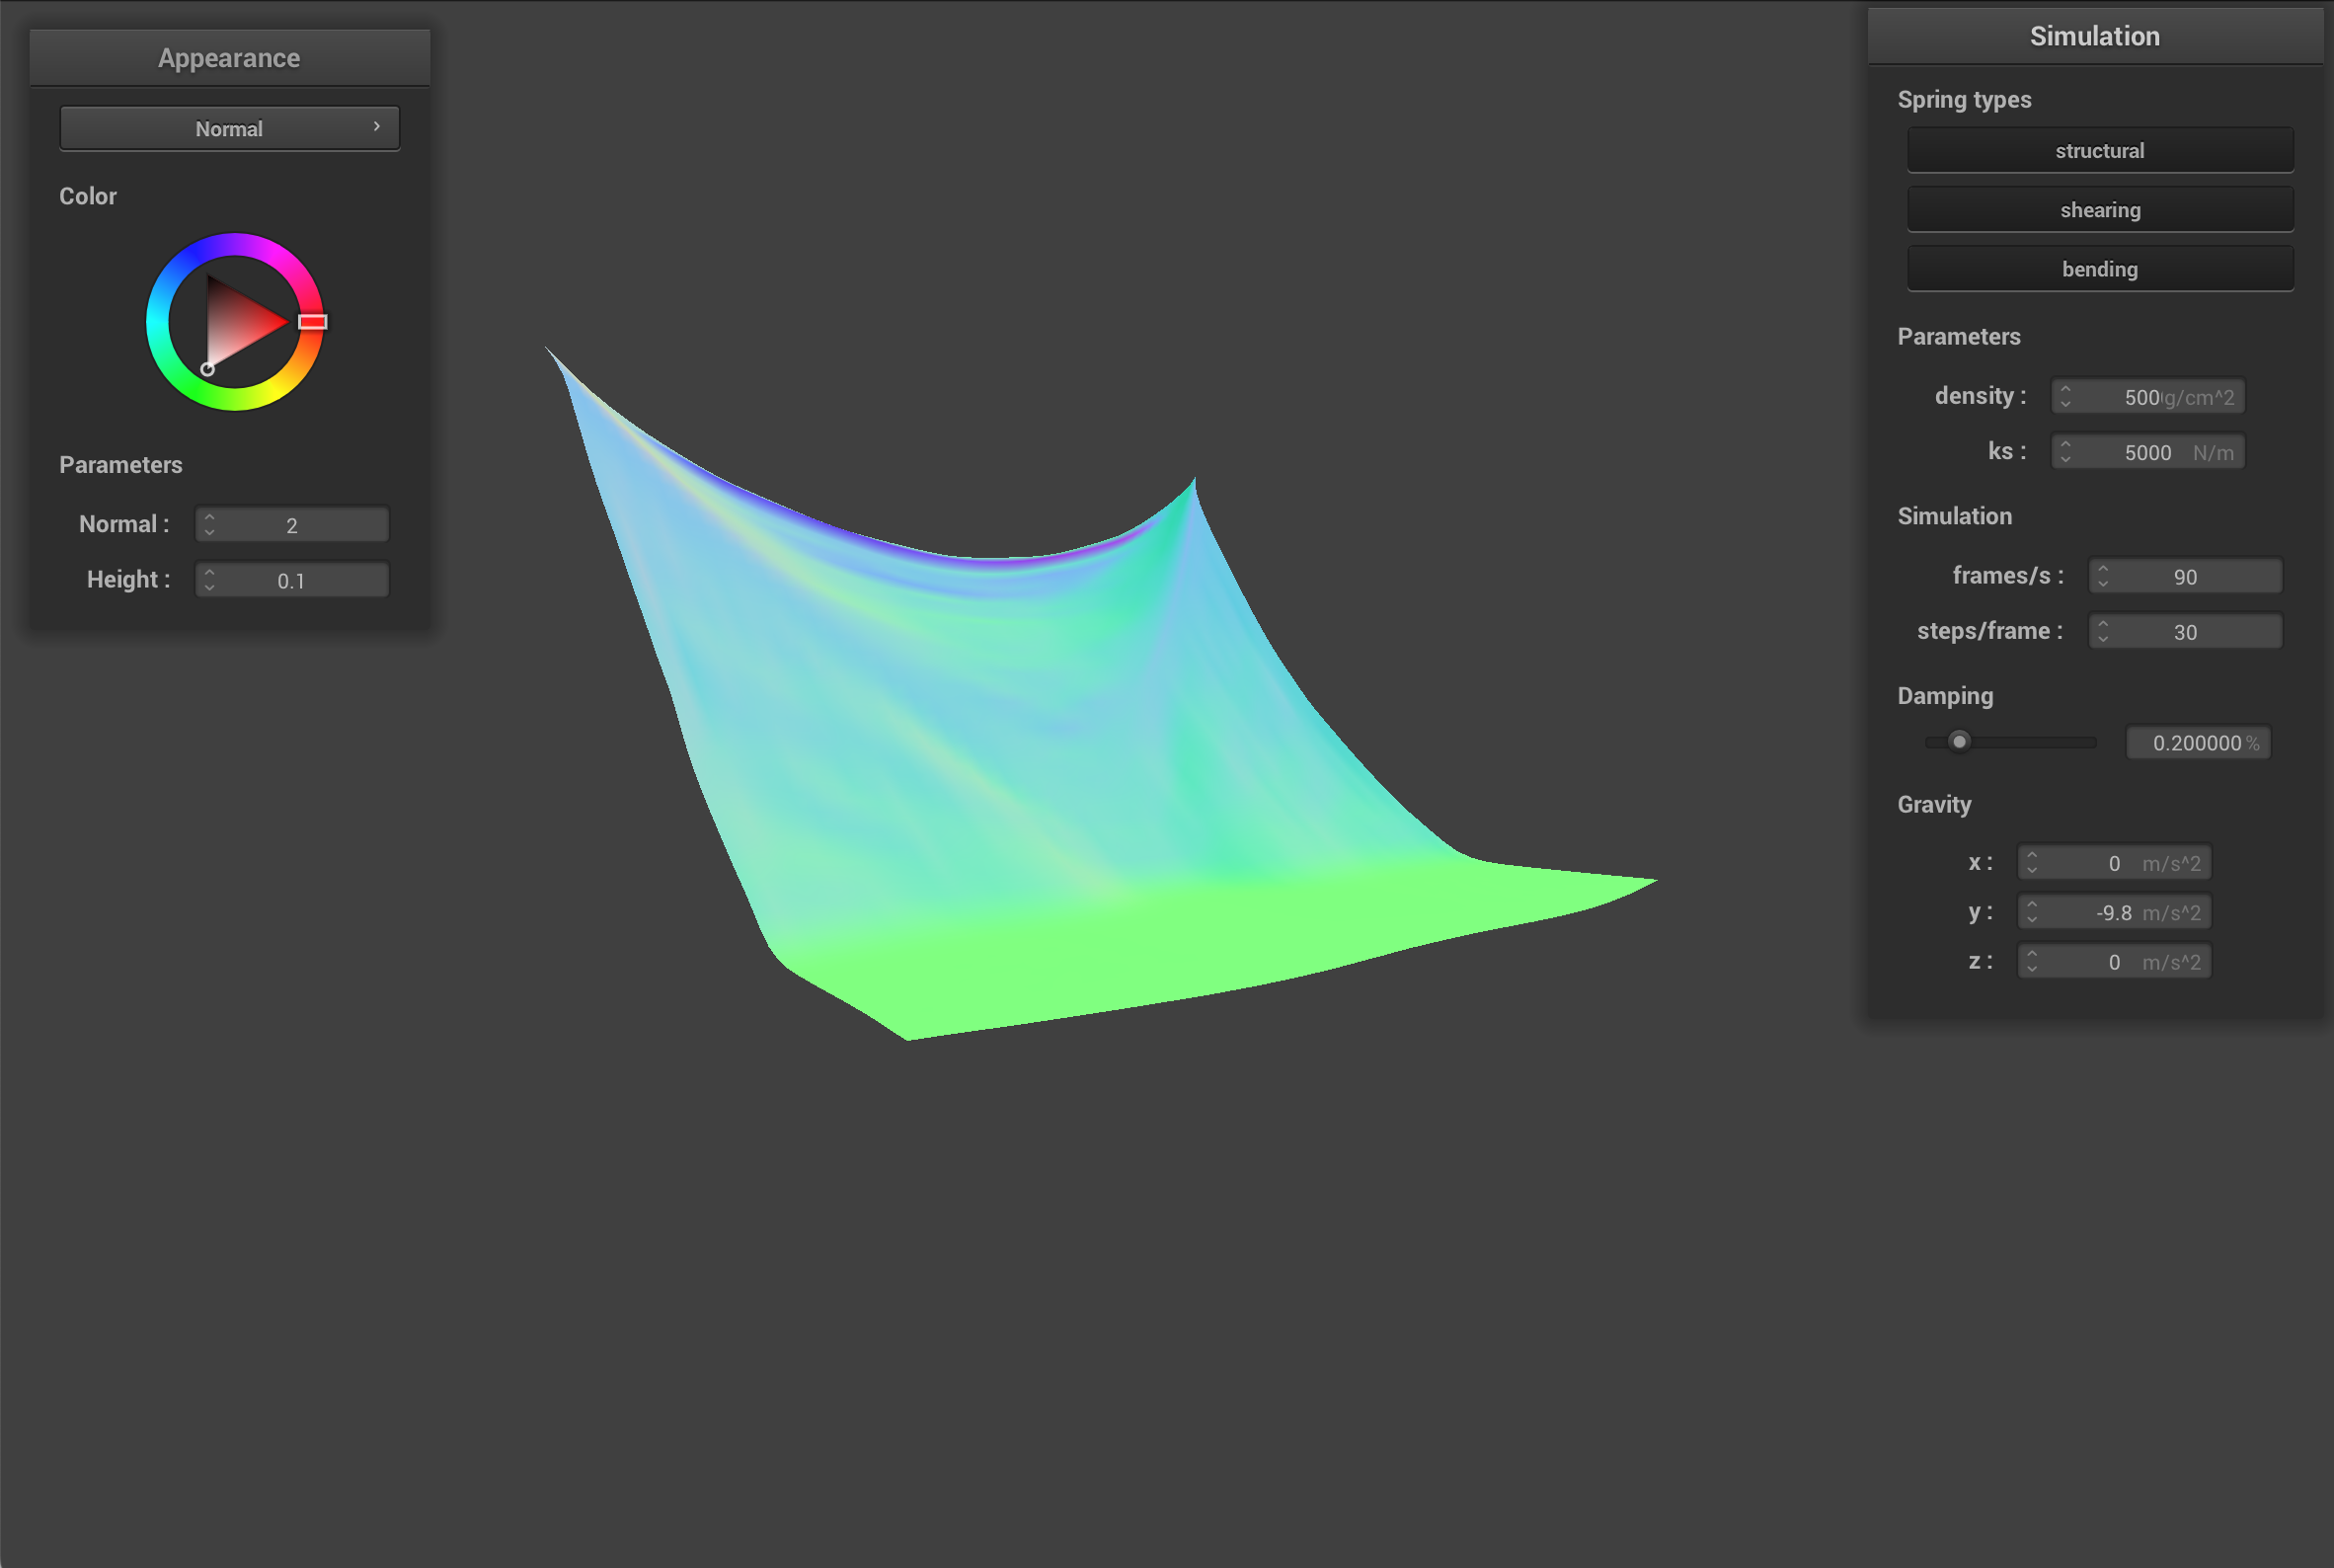 Appearance
Normal
Color
Parameters
Normal : 2
Height : 0.1
Simulation
Spring types
structural
shearing
bending
Parameters
density : 500 g/cm^2
ks : 5000 N/m
Simulation
frames/s : 90
steps/frame : 30
Damping
0.200000 %
Gravity
x : 0 m/s^2
y : -9.8 m/s^2
z : 0 m/s^2